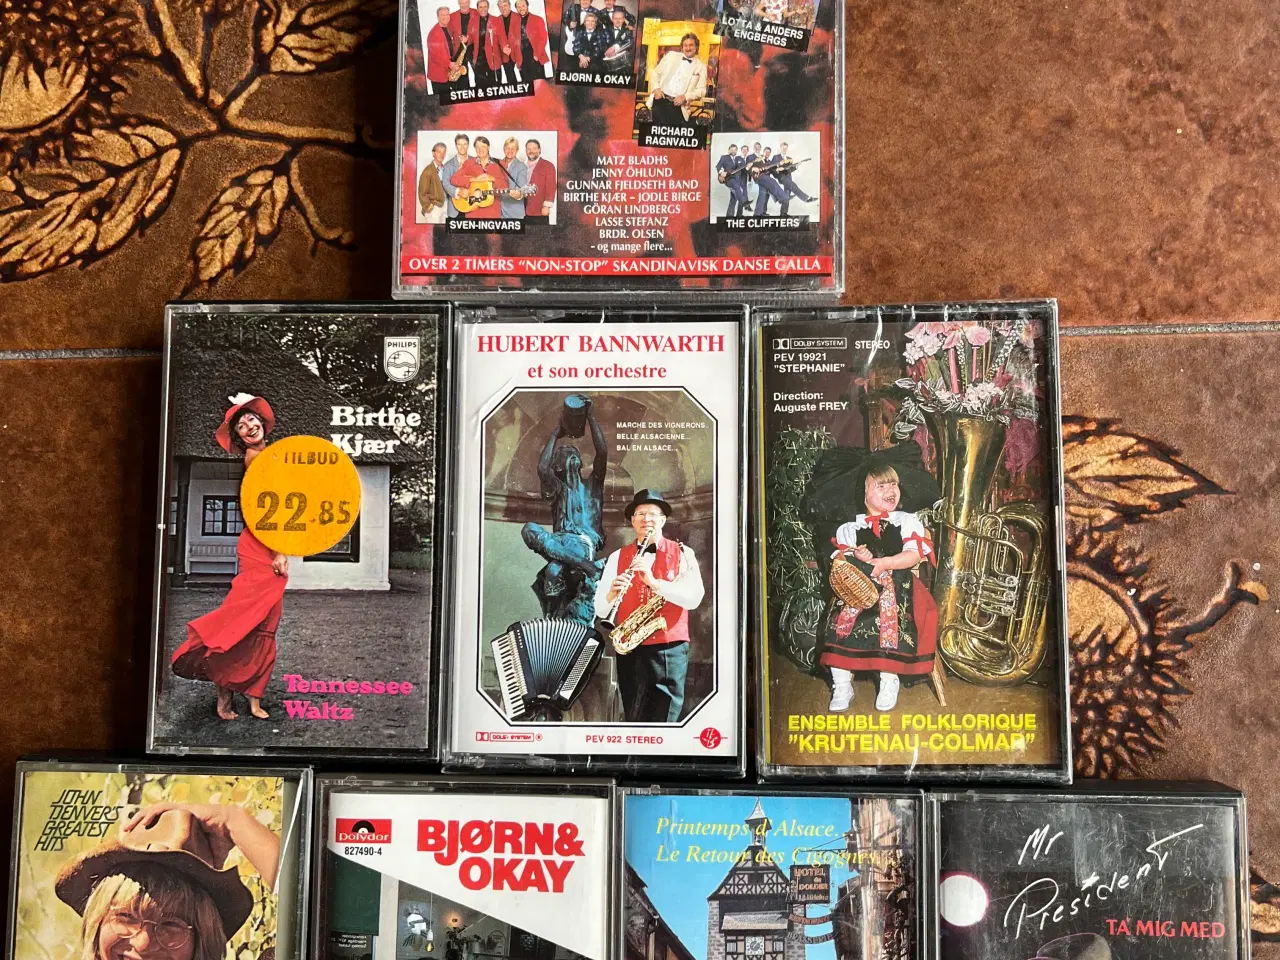 STEN & STANLEY
BJØRN & OKAY
LOTTA & ANDERS
ENGBERGS
RICHARD
RAGNVALD
SVEN-INGVARS
MATZ BLADHS
JENNY ÖHLUND
GUNNAR FJELDSETH BAND
BIRTHE KJÆR - JODLE BIRGE
GÖRAN LINDBERGS
LASSE STEFANZ
BRDR. OLSEN
- og mange flere...
THE CLIFFTERS
OVER 2 TIMERS "NON-STOP" SKANDINAVISK DANSE GALLA
PHILIPS
Birthe
Kjær
TILBUD
22.85
Tennessee
Waltz
HUBERT BANNWARTH
et son orchestre
MARCHE DES VIGNERONS
BELLE ALSACIENNE...
BAL EN ALSACE...
DOLBY SYSTEM
PEV 922 STEREO
DOLBY SYSTEM STEREO
PEV 19921
"STEPHANIE"
Direction:
Auguste FREY
ENSEMBLE FOLKLORIQUE
"KRUTENAU-COLMAR"
JOHN
DENVER'S
GREATEST
HITS
Polydor
827490-4
BJØRN&
OKAY
Printemps d'Alsace...
Le Retour des Cigognes...
HOTEL
Mr
President
TA' MIG MED